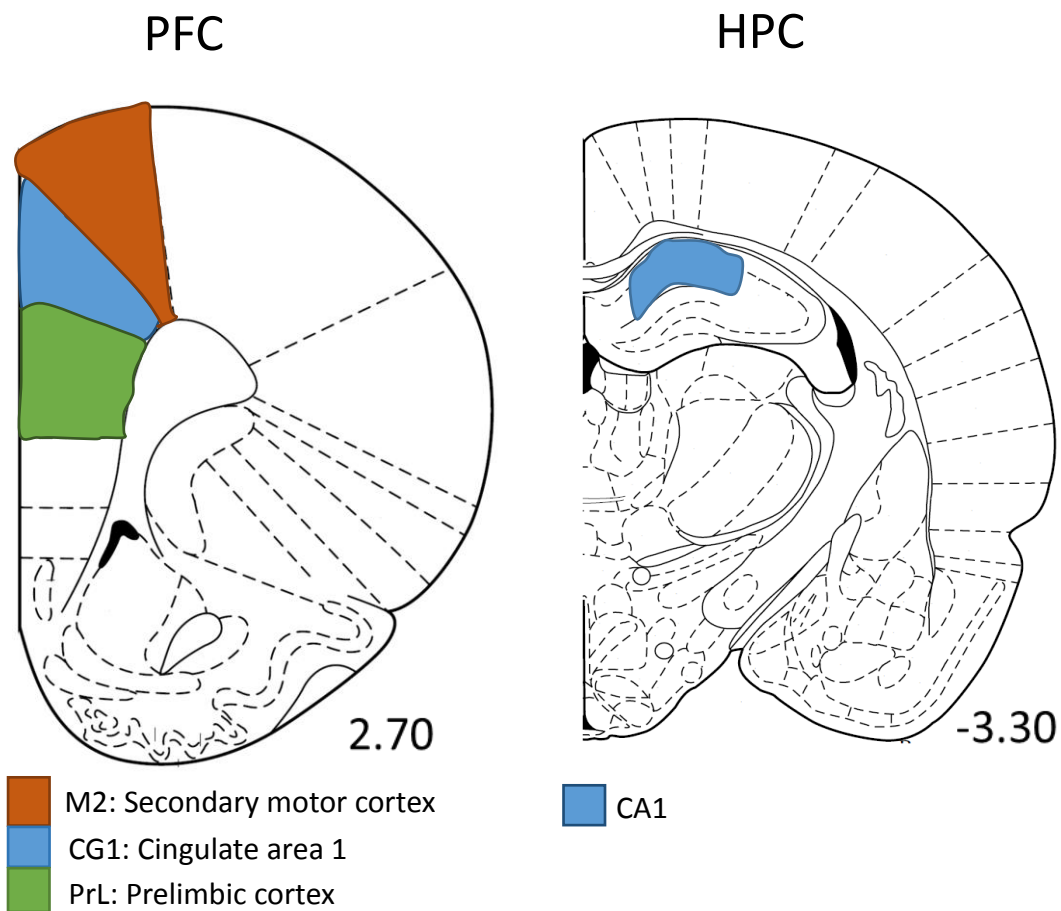 PFC
HPC
2.70
-3.30
M2: Secondary motor cortex
CG1: Cingulate area 1
PrL: Prelimbic cortex
CA1